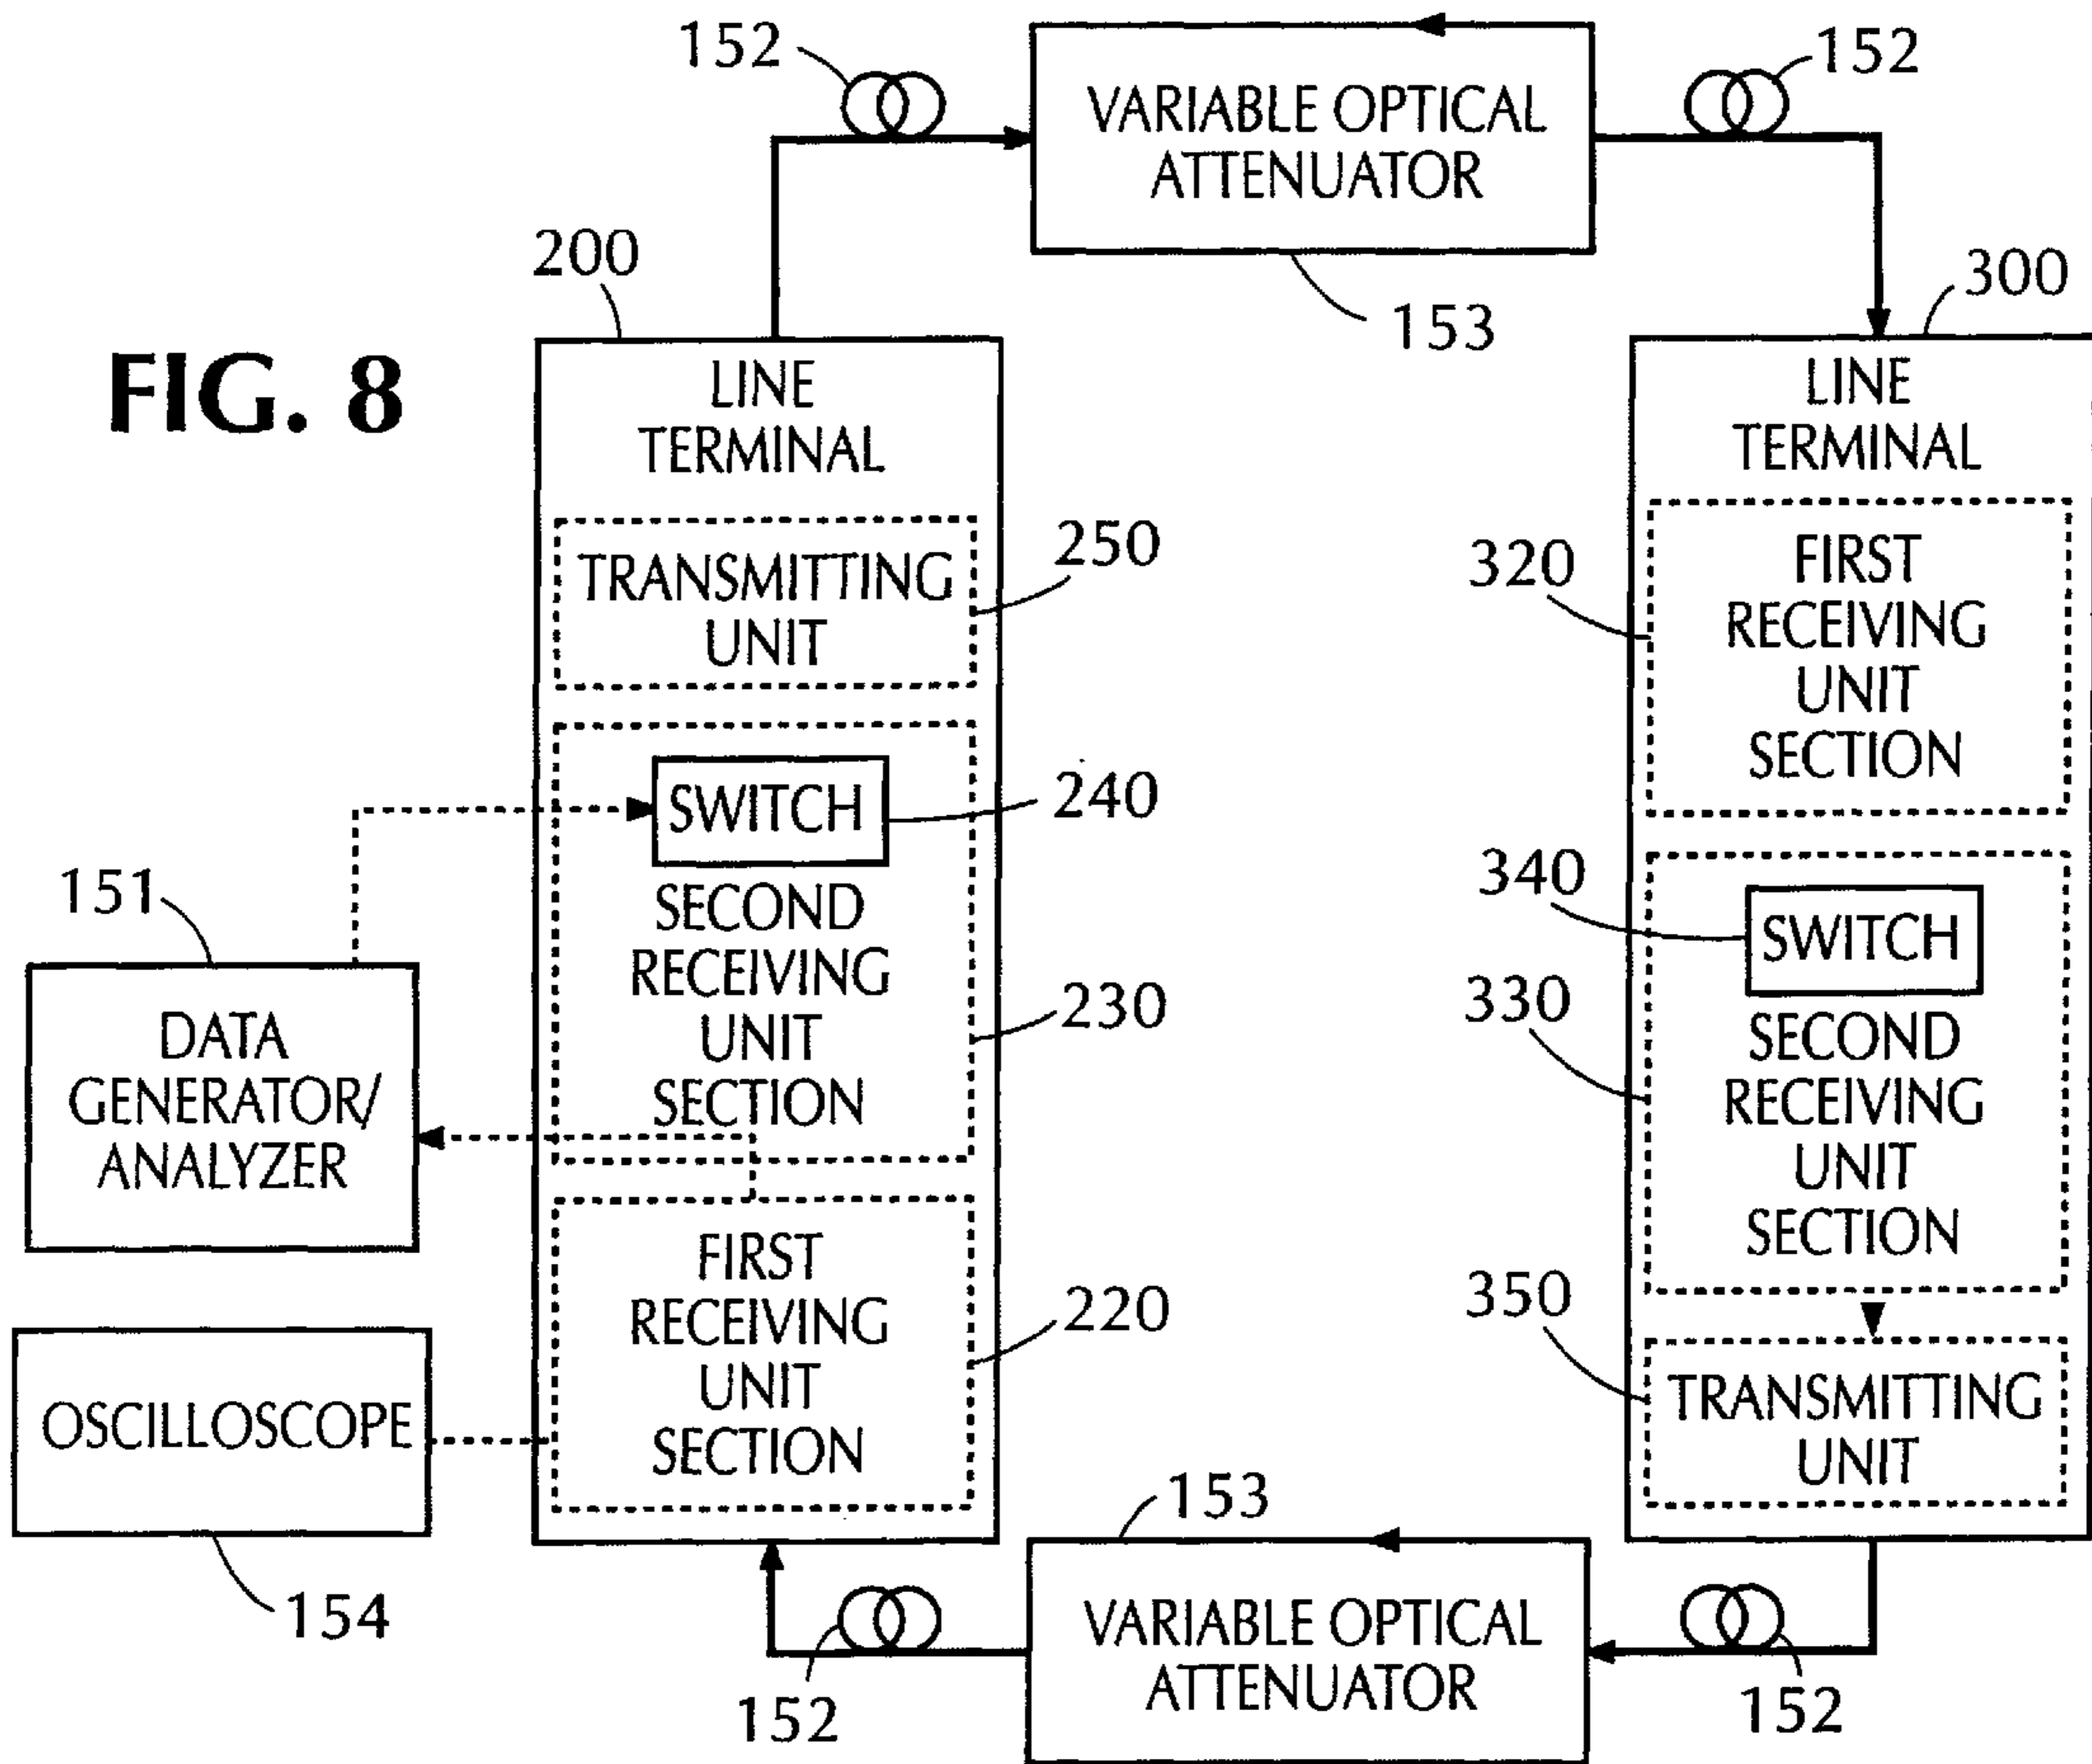 152
VARIABLE OPTICAL
ATTENUATOR
152
153
FIG. 8
200
LINE
TERMINAL
TRANSMITTING
UNIT
250
SWITCH
240
SECOND
RECEIVING
UNIT
SECTION
230
FIRST
RECEIVING
UNIT
SECTION
220
151
DATA
GENERATOR/
ANALYZER
OSCILLOSCOPE
154
300
LINE
TERMINAL
320
FIRST
RECEIVING
UNIT
SECTION
340
SWITCH
330
SECOND
RECEIVING
UNIT
SECTION
350
TRANSMITTING
UNIT
153
152
VARIABLE OPTICAL
ATTENUATOR
152